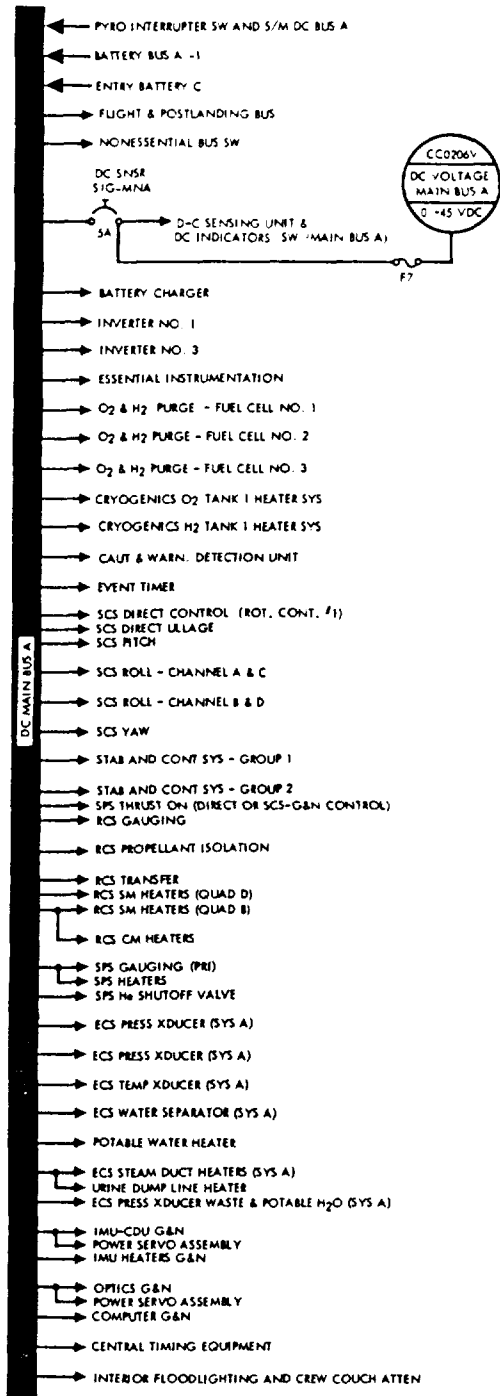 PYRO INTERRUPTER SW AND S/M DC BUS A
BATTERY BUS A -1
ENTRY BATTERY C
FLIGHT & POSTLANDING BUS
NONESSENTIAL BUS SW
DC SNSR
SIG-MNA
5A
D-C SENSING UNIT &
DC INDICATORS SW (MAIN BUS A)
CC0206V
DC VOLTAGE
MAIN BUS A
0 -45 VDC
F7
BATTERY CHARGER
INVERTER NO. 1
INVERTER NO. 3
ESSENTIAL INSTRUMENTATION
O2 & H2 PURGE - FUEL CELL NO. 1
O2 & H2 PURGE - FUEL CELL NO. 2
O2 & H2 PURGE - FUEL CELL NO. 3
CRYOGENICS O2 TANK 1 HEATER SYS
CRYOGENICS H2 TANK 1 HEATER SYS
CAUT & WARN. DETECTION UNIT
EVENT TIMER
SCS DIRECT CONTROL (ROT. CONT. #1)
SCS DIRECT ULLAGE
SCS PITCH
DC MAIN BUS A
SCS ROLL - CHANNEL A & C
SCS ROLL - CHANNEL B & D
SCS YAW
STAB AND CONT SYS - GROUP 1
STAB AND CONT SYS - GROUP 2
SPS THRUST ON (DIRECT OR SCS-G&N CONTROL)
RCS GAUGING
RCS PROPELLANT ISOLATION
RCS TRANSFER
RCS SM HEATERS (QUAD D)
RCS SM HEATERS (QUAD B)
RCS CM HEATERS
SPS GAUGING (PRI)
SPS HEATERS
SPS He SHUTOFF VALVE
ECS PRESS XDUCER (SYS A)
ECS PRESS XDUCER (SYS A)
ECS TEMP XDUCER (SYS A)
ECS WATER SEPARATOR (SYS A)
POTABLE WATER HEATER
ECS STEAM DUCT HEATERS (SYS A)
URINE DUMP LINE HEATER
ECS PRESS XDUCER WASTE & POTABLE H2O (SYS A)
IMU-CDU G&N
POWER SERVO ASSEMBLY
IMU HEATERS G&N
OPTICS G&N
POWER SERVO ASSEMBLY
COMPUTER G&N
CENTRAL TIMING EQUIPMENT
INTERIOR FLOODLIGHTING AND CREW COUCH ATTEN